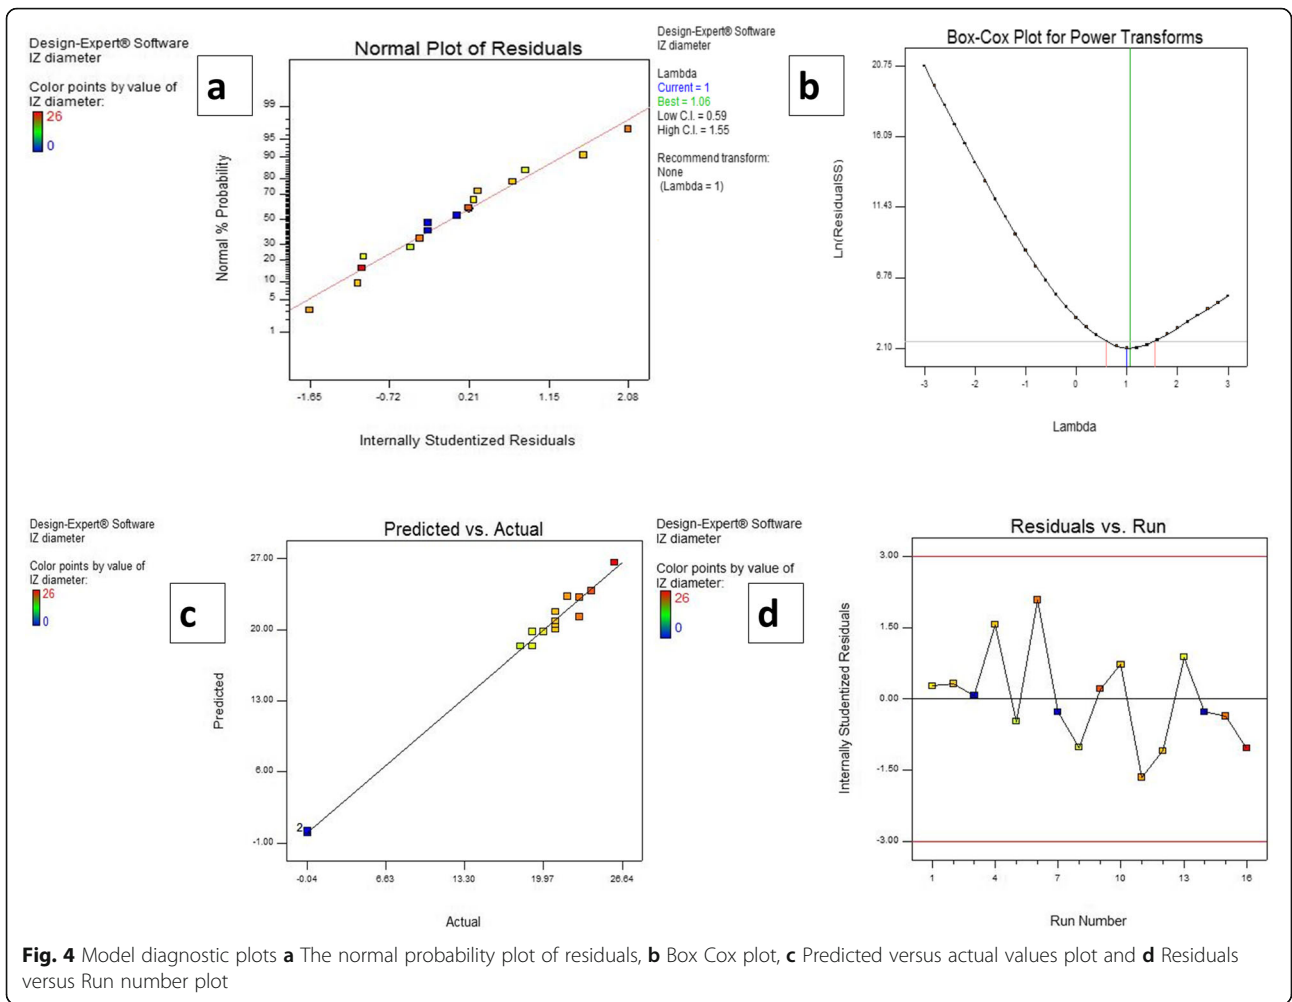 Design-Expert® Software
IZ diameter
Color points by value of
IZ diameter:
26
0
a
Normal Plot of Residuals
Normal % Probability
99
95
90
80
70
50
30
20
10
5
1
-1.65
-0.72
0.21
1.15
2.08
Internally Studentized Residuals
Design-Expert® Software
IZ diameter
Lambda
Current = 1
Best = 1.06
Low C.I. = 0.59
High C.I. = 1.55
Recommend transform:
None
(Lambda = 1)
b
Box-Cox Plot for Power Transforms
Ln(ResidualSS)
20.75
16.09
11.43
6.76
2.10
-3
-2
-1
0
1
2
3
Lambda
Design-Expert® Software
IZ diameter
Color points by value of
IZ diameter:
26
0
c
Predicted vs. Actual
Predicted
27.00
20.00
13.00
6.00
-1.00
2
-0.04
6.63
13.30
19.97
26.64
Actual
Design-Expert® Software
IZ diameter
Color points by value of
IZ diameter:
26
0
d
Residuals vs. Run
Internally Studentized Residuals
3.00
1.50
0.00
-1.50
-3.00
1
4
7
10
13
16
Run Number
Fig. 4 Model diagnostic plots a The normal probability plot of residuals, b Box Cox plot, c Predicted versus actual values plot and d Residuals
versus Run number plot